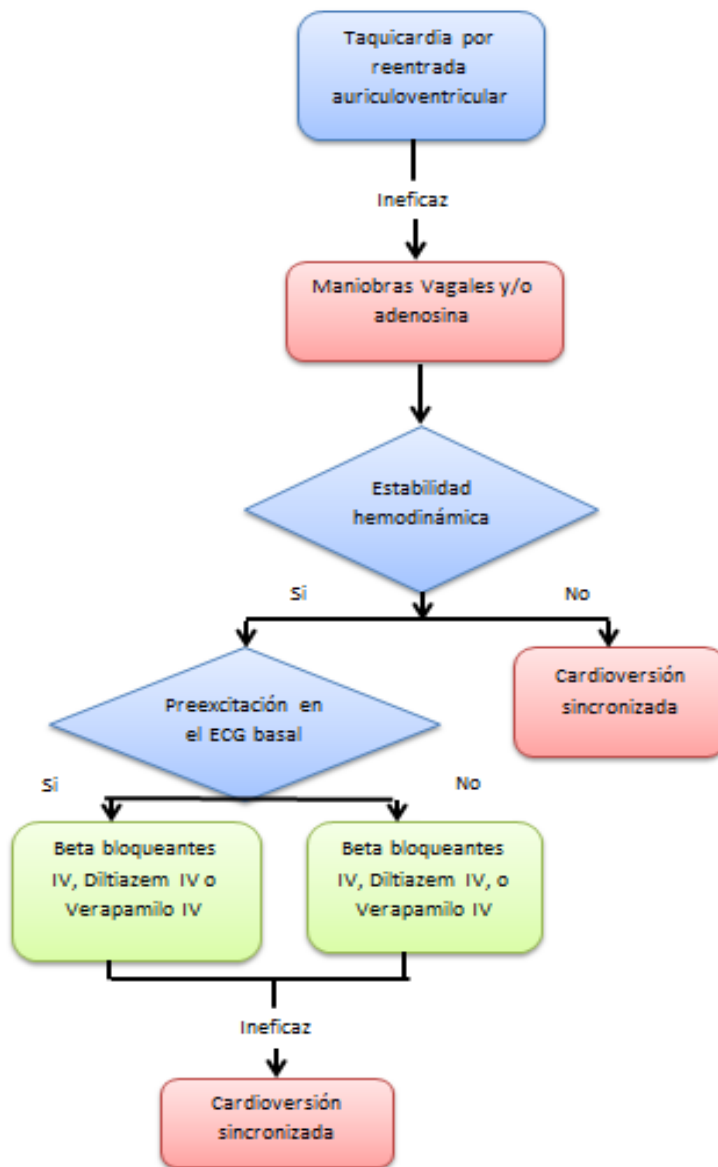 Taquicardia por
reentrada
auriculoventricular
Ineficaz
Maniobras Vagales y/o
adenosina
Estabilidad
hemodinámica
Si
No
Cardioversión
sincronizada
Preexcitación en
el ECG basal
Si
No
Beta bloqueantes
IV, Diltiazem IV o
Verapamilo IV
Beta bloqueantes
IV, Diltiazem IV, o
Verapamilo IV
Ineficaz
Cardioversión
sincronizada